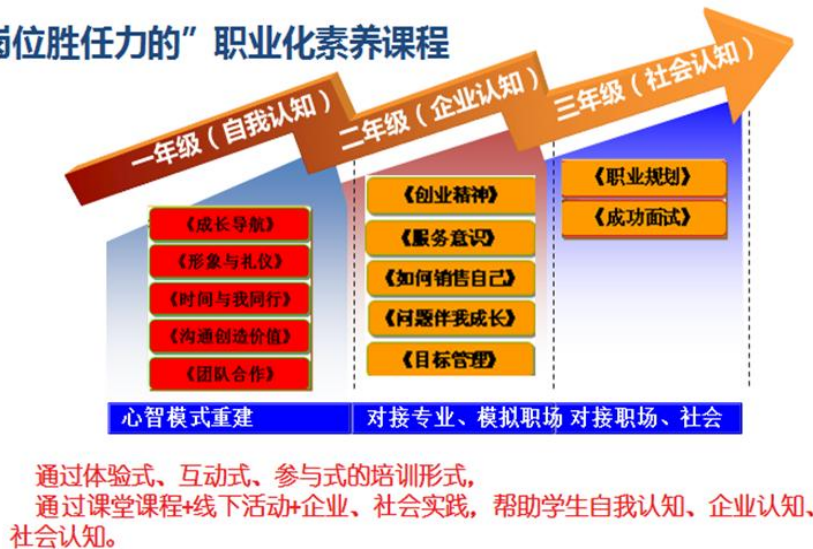 岗位胜任力的”职业化素养课程
一年级（自我认知）
二年级（企业认知）
三年级（社会认知）
《成长导航》
《形象与礼仪》
《时间与我同行》
《沟通创造价值》
《团队合作》
《创业精神》
《服务意识》
《如何销售自己》
《问题伴我成长》
《目标管理》
《职业规划》
《成功面试》
心智模式重建
对接专业、模拟职场
对接职场、社会
通过体验式、互动式、参与式的培训形式，
通过课堂课程+线下活动+企业、社会实践，帮助学生自我认知、企业认知、
社会认知。